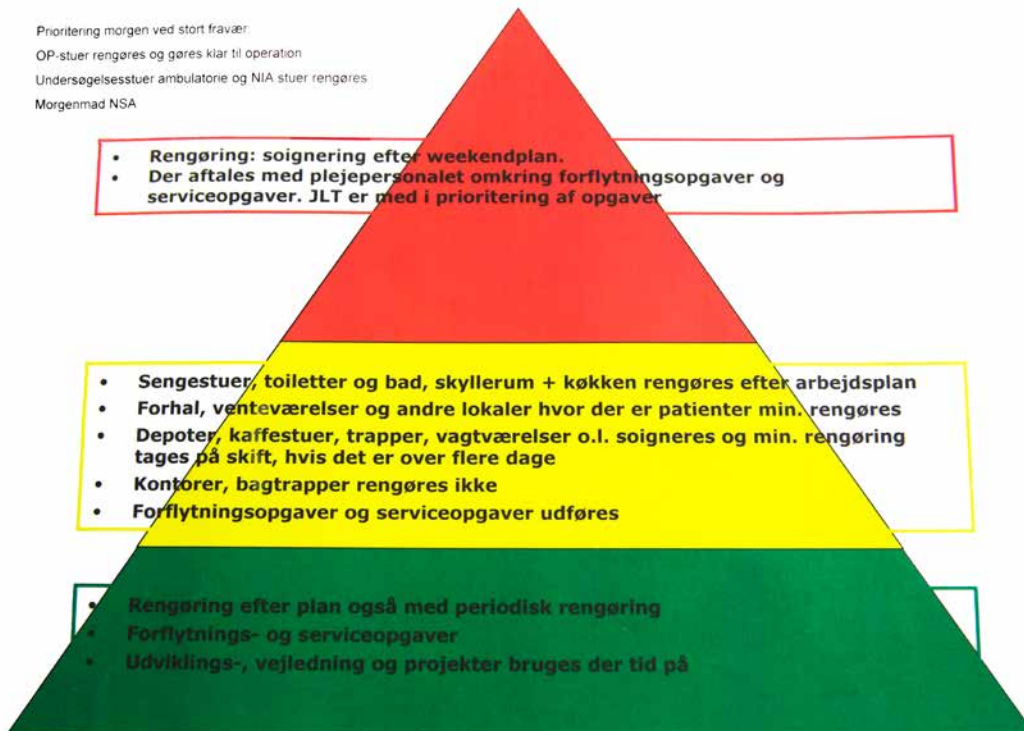 Prioritering morgen ved stort fravær:
OP-stuer rengøres og gøres klar til operation
Undersøgelsesstuer ambulatorie og NIA stuer rengøres
Morgenmad NSA
• Rengøring: soignering efter weekendplan.
• Der aftales med plejepersonalet omkring forflytningsopgaver og
serviceopgaver. JLT er med i prioritering af opgaver
• Sengestuer, toiletter og bad, skyllerum + køkken rengøres efter arbejdsplan
• Forhal, venteværelser og andre lokaler hvor der er patienter min. rengøres
• Depoter, kaffestuer, trapper, vagtværelser o.l. soigneres og min. rengøring
tages på skift, hvis det er over flere dage
• Kontorer, bagtrapper rengøres ikke
• Forflytningsopgaver og serviceopgaver udføres
• Rengøring efter plan også med periodisk rengøring
• Forflytnings- og serviceopgaver
• Udviklings-, vejledning og projekter bruges der tid på